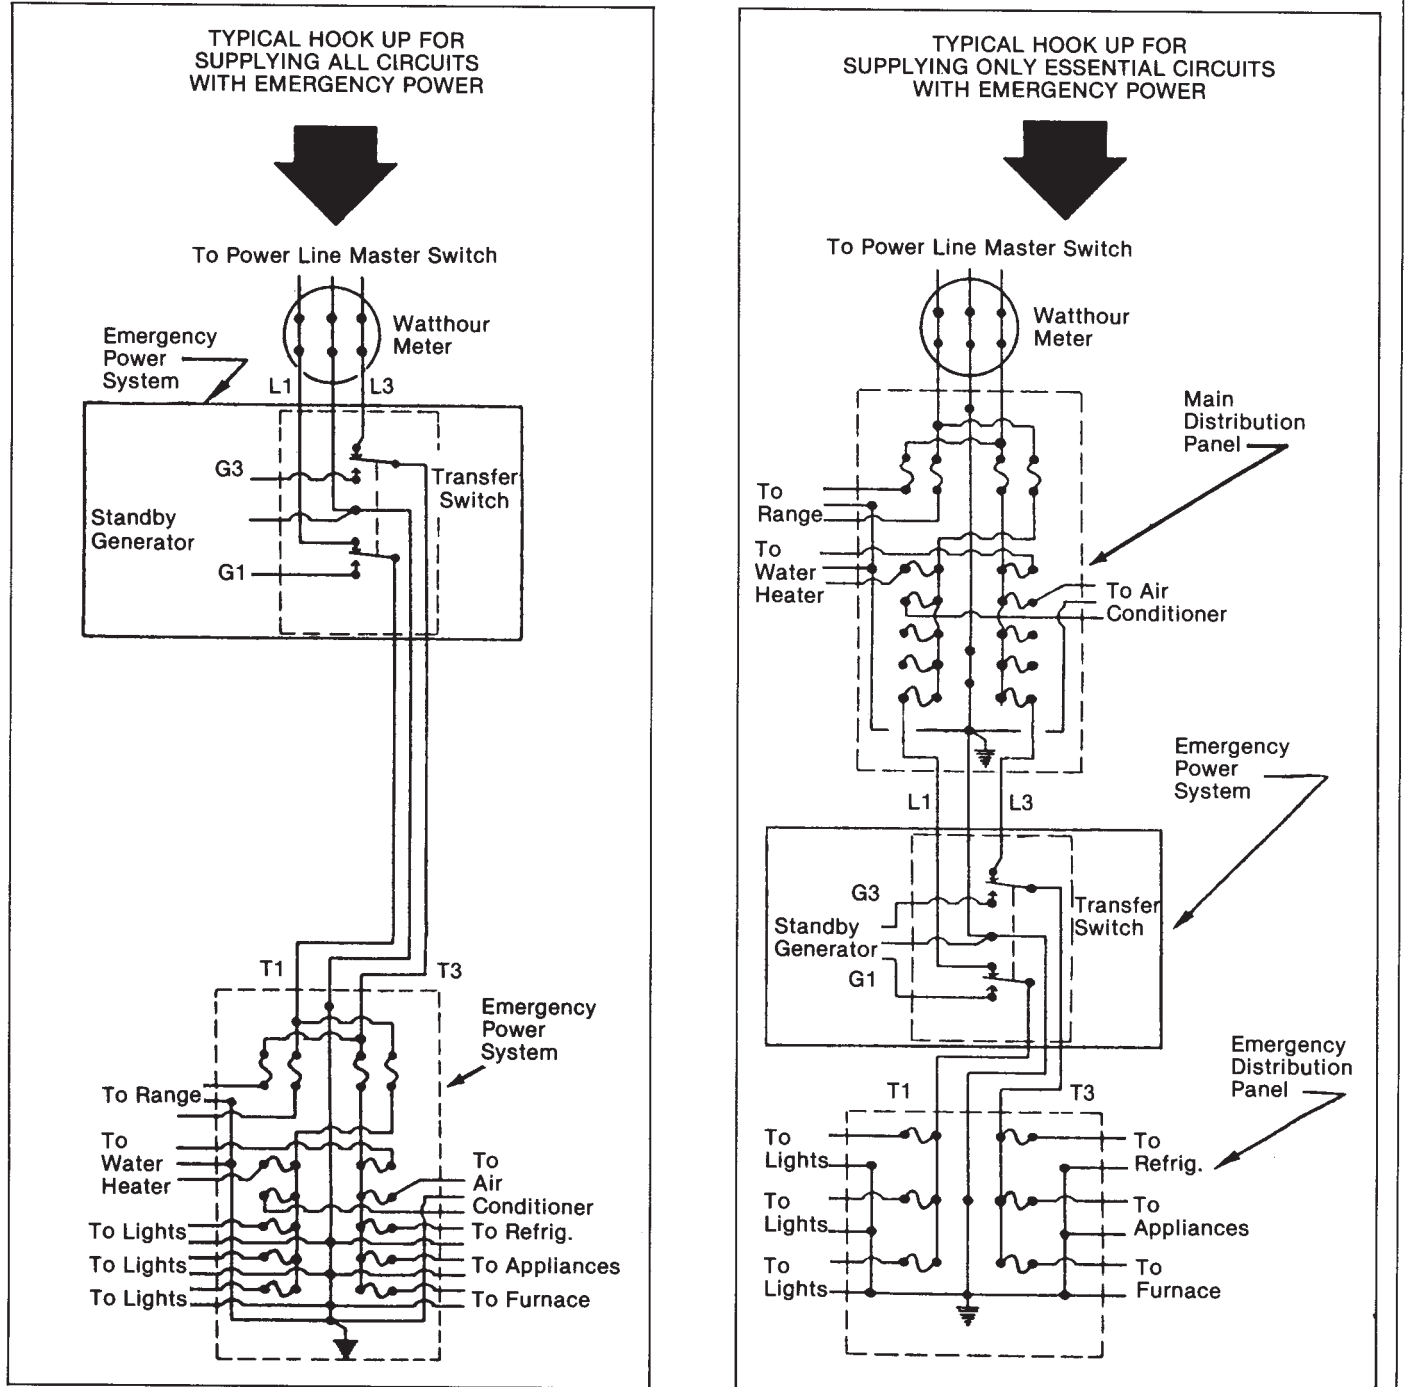 TYPICAL HOOK UP FOR
SUPPLYING ALL CIRCUITS
WITH EMERGENCY POWER
To Power Line Master Switch
Watthour
Meter
Emergency
Power
System
L1
L3
G3
Transfer
Switch
Standby
Generator
G1
T1
T3
Emergency
Power
System
To Range
To
Water
Heater
To
Air
Conditioner
To Lights
To Refrig.
To Lights
To Appliances
To Lights
To Furnace
TYPICAL HOOK UP FOR
SUPPLYING ONLY ESSENTIAL CIRCUITS
WITH EMERGENCY POWER
To Power Line Master Switch
Watthour
Meter
Main
Distribution
Panel
To
Range
To
Water
Heater
To Air
Conditioner
Emergency
Power
System
L1
L3
G3
Transfer
Switch
Standby
Generator
G1
Emergency
Distribution
Panel
T1
T3
To
Lights
To
Refrig.
To
Lights
To
Appliances
To
Lights
To
Furnace